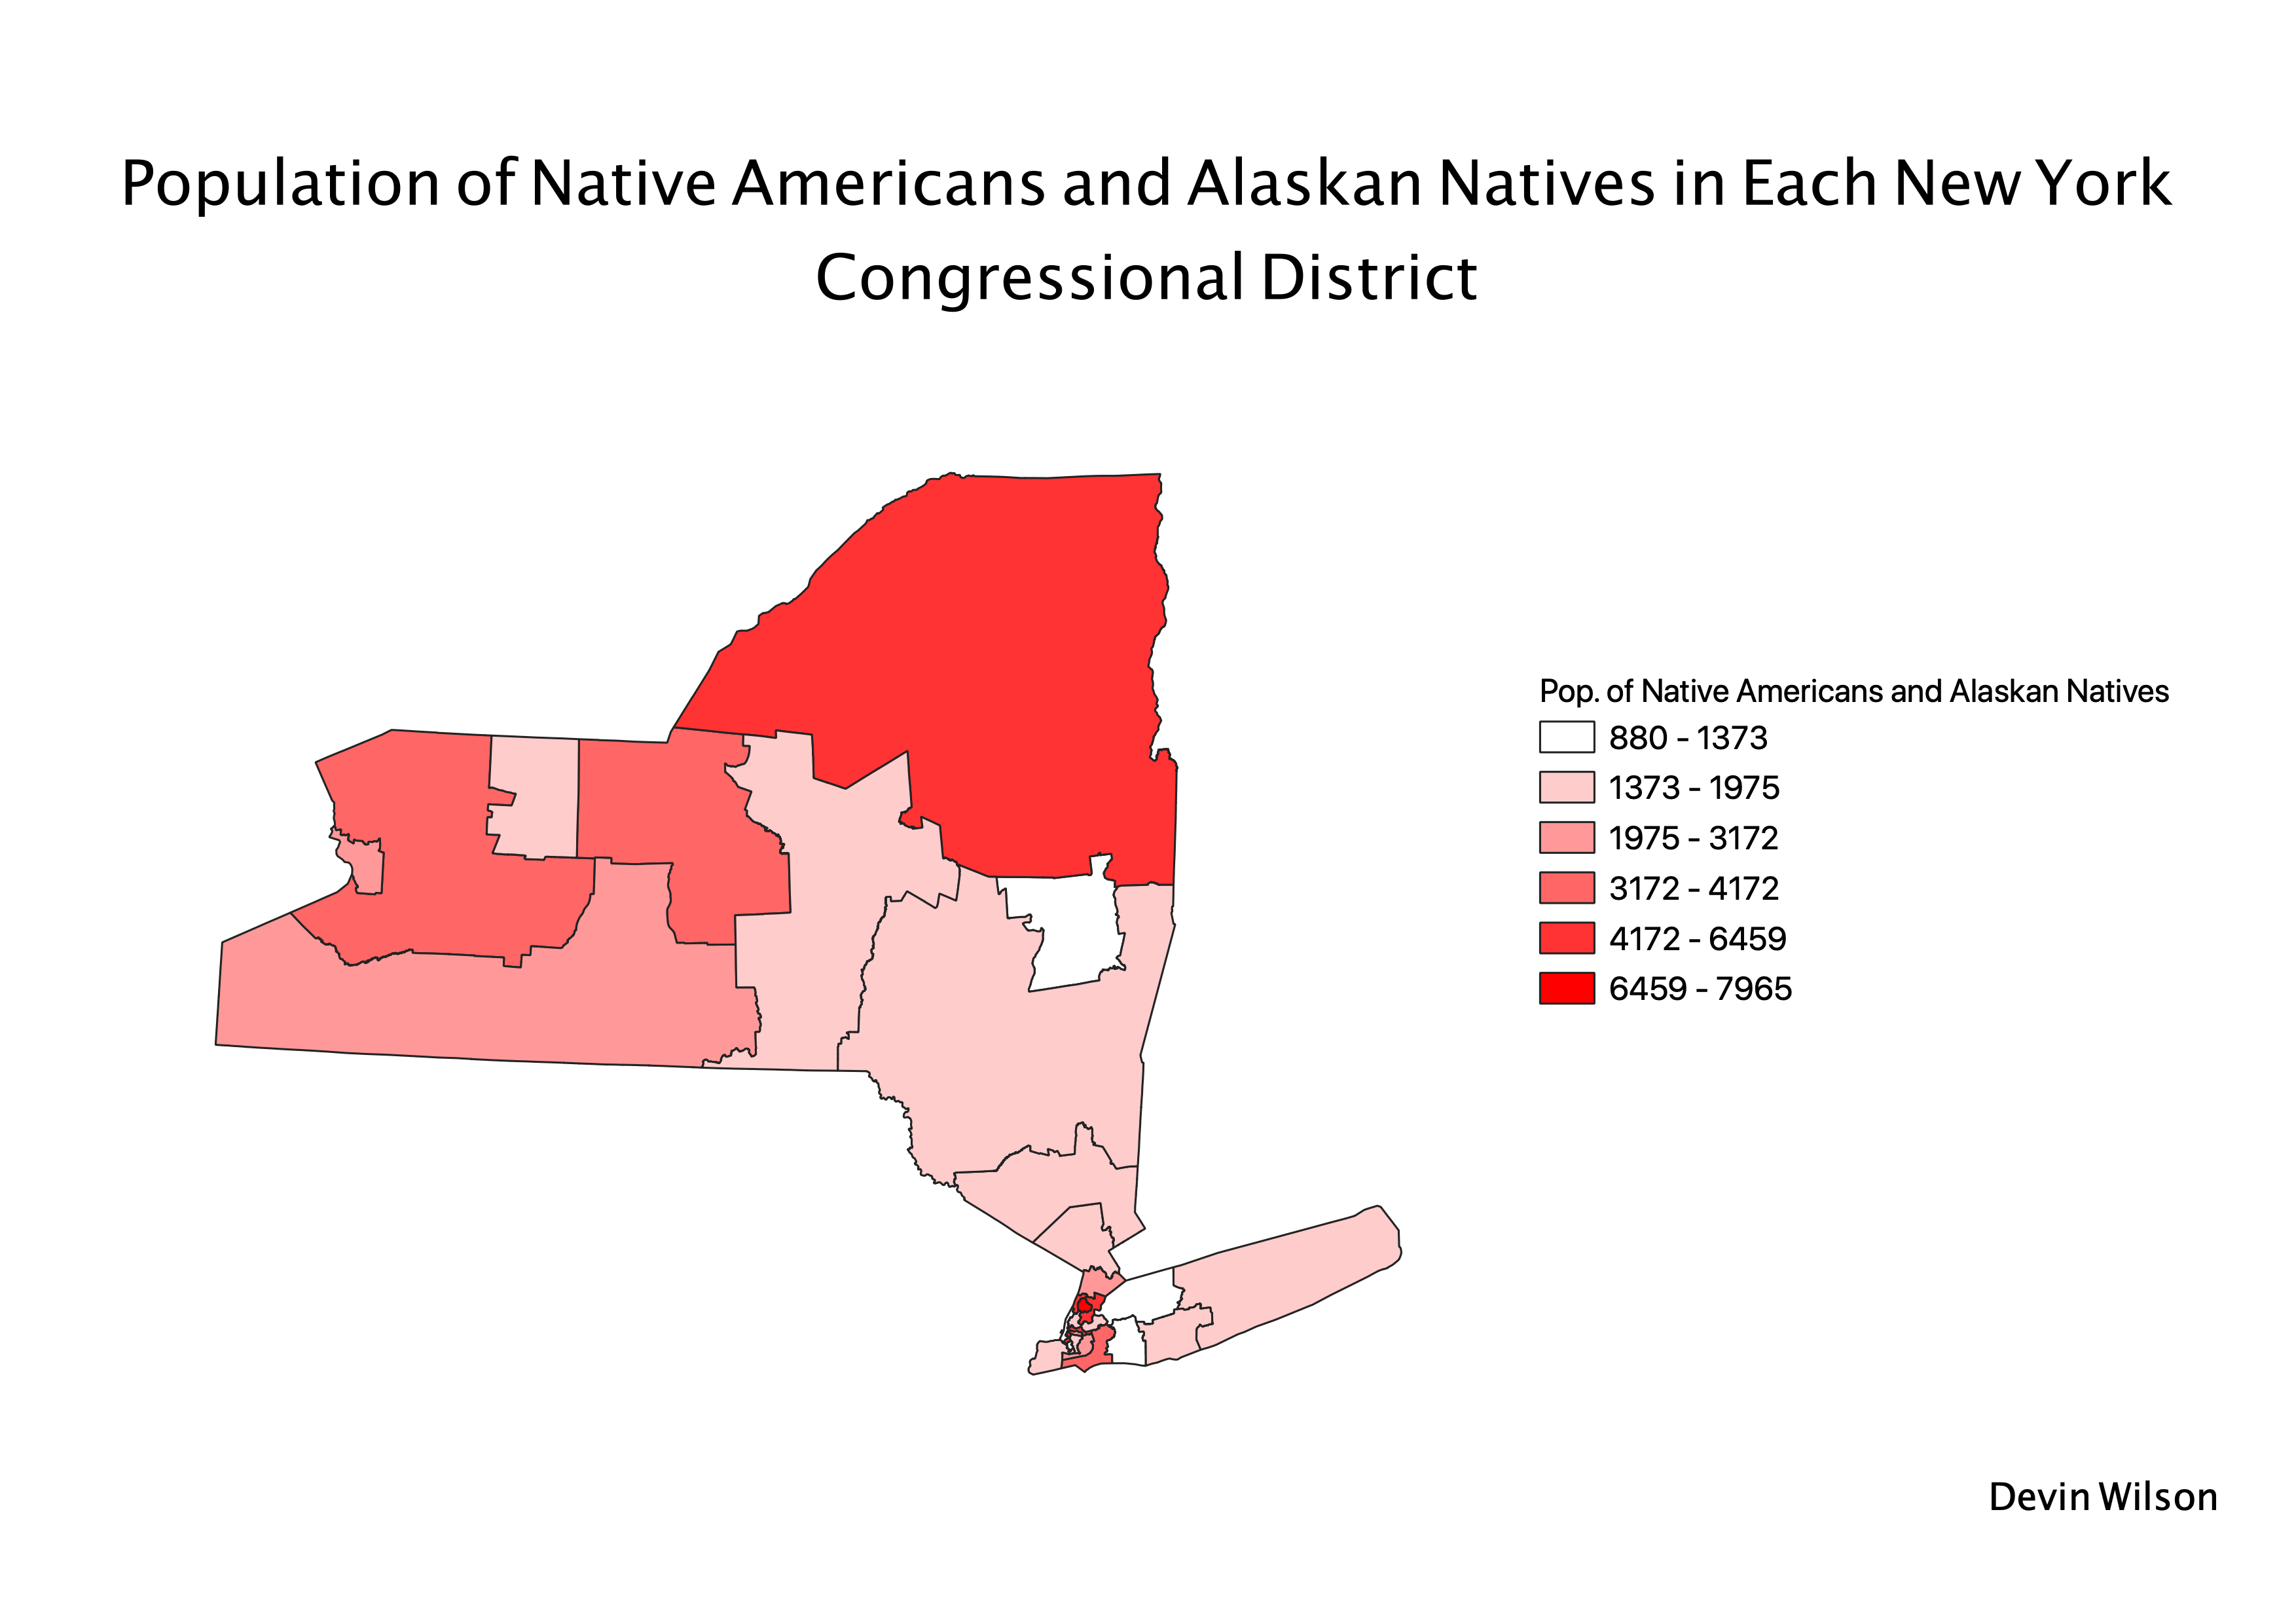 Population of Native Americans and Alaskan Natives in Each New York
Congressional District
Pop. of Native Americans and Alaskan Natives
880 - 1373
1373 - 1975
1975 - 3172
3172 - 4172
4172 - 6459
6459 - 7965
Devin Wilson